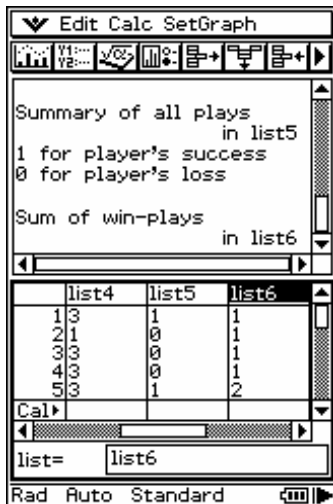 Edit Calc SetGraph
Summary of all plays
in list5
1 for player's success
0 for player's loss
Sum of win-plays
in list6
list4 list5 list6
1 3 1 1
2 1 0 1
3 3 0 1
4 3 0 1
5 3 1 2
Cal▶
list= list6
Rad Auto Standard